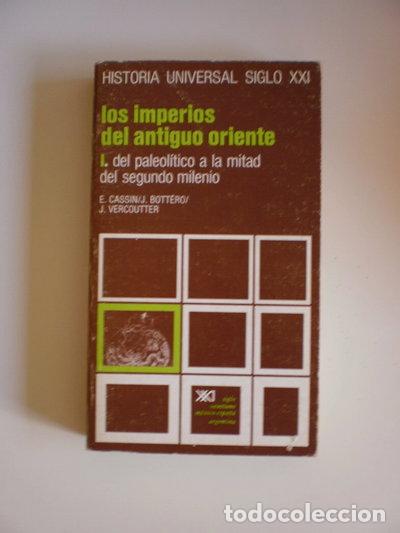 HISTORIA UNIVERSAL SIGLO XXI
los imperios
del antiguo oriente
I. del paleolítico a la mitad
del segundo milenio
E. CASSIN/J. BOTTÉRO/
J. VERCOUTTER
XXI
siglo
veintiuno
méxico-españa
argentina
todocoleccion